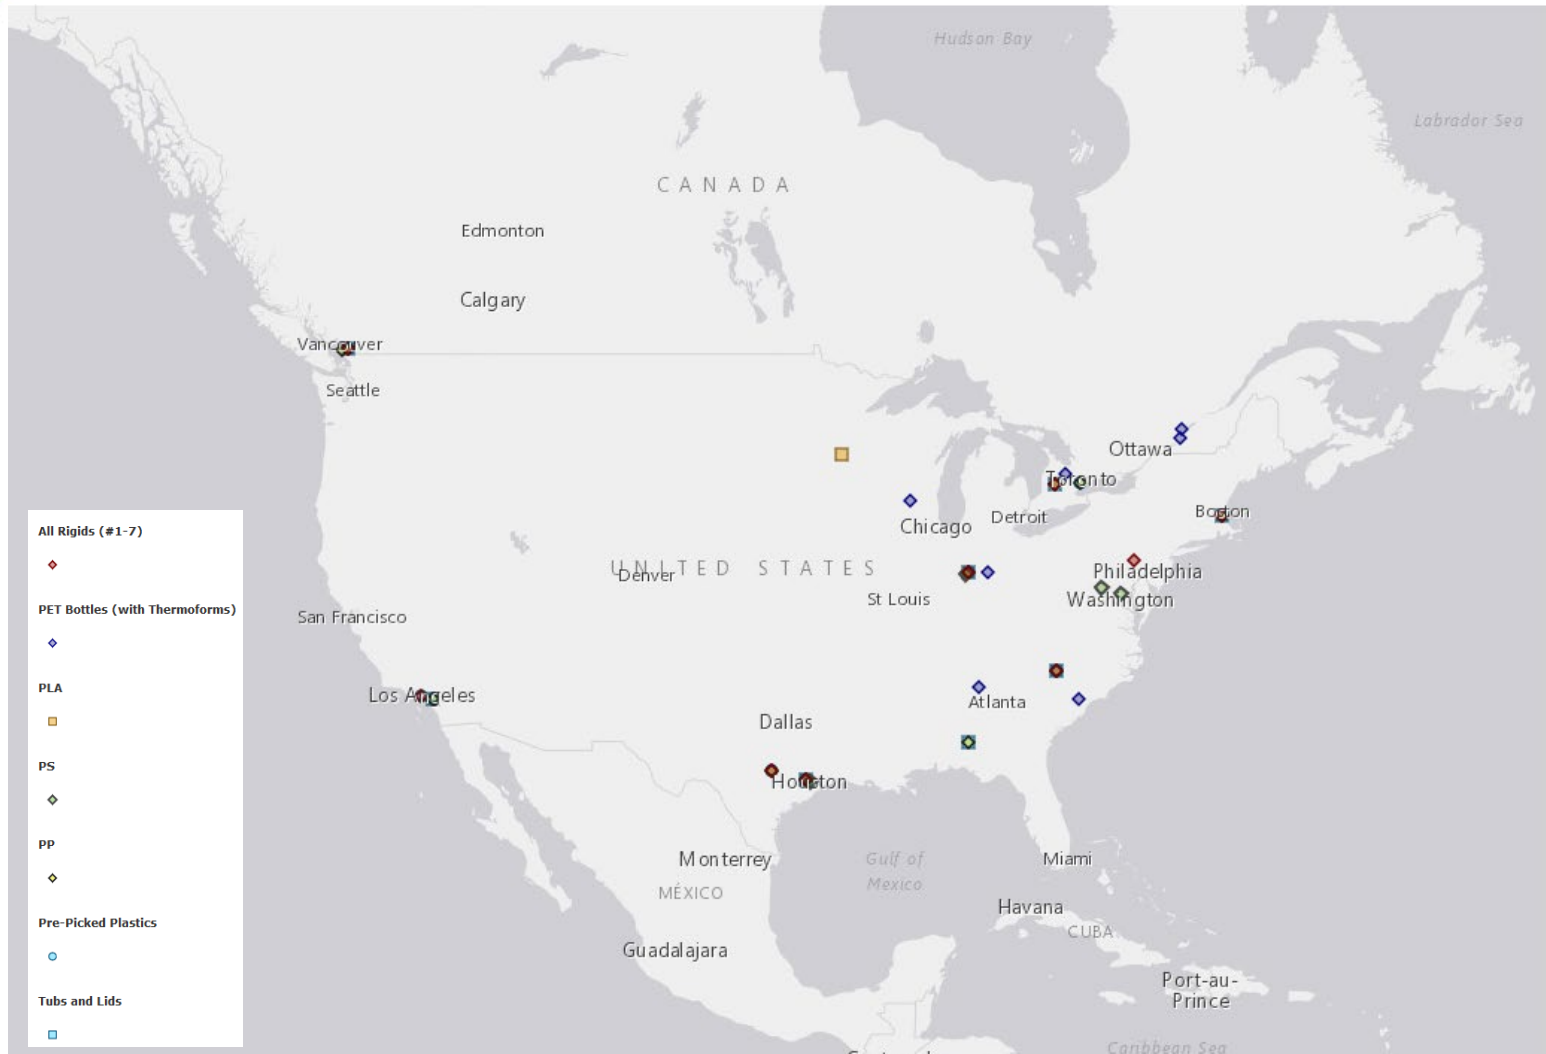 Hudson Bay
Labrador Sea
CANADA
Edmonton
Calgary
Vancouver
Seattle
Ottawa
Toronto
Boston
Detroit
Chicago
UNITED STATES
Denver
Philadelphia
St Louis
Washington
San Francisco
Los Angeles
Atlanta
Dallas
Houston
Monterrey
Gulf of
Mexico
Miami
MÉXICO
Havana
CUBA
Guadalajara
Port-au-
Prince
Caribbean Sea
All Rigids (#1-7)
PET Bottles (with Thermoforms)
PLA
PS
PP
Pre-Picked Plastics
Tubs and Lids